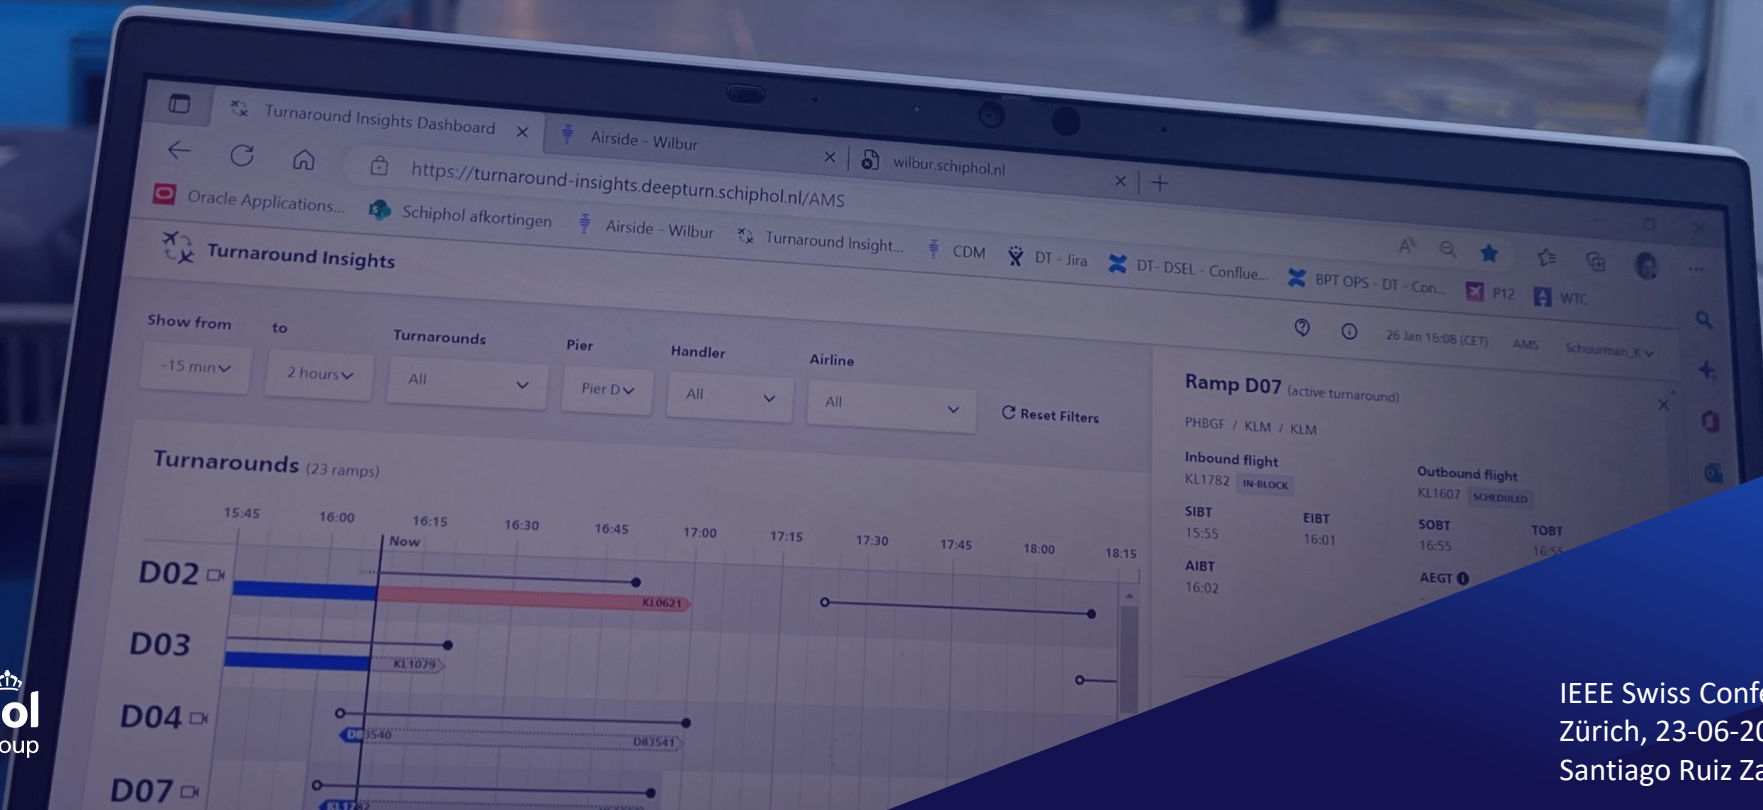 Turnaround Insights Dashboard
Airside - Wilbur
wilbur.schiphol.nl
https://turnaround-insights.deepturn.schiphol.nl/AMS
Oracle Applications...
Schiphol afkortingen
Airside - Wilbur
Turnaround Insight...
CDM
DT - Jira
DT- DSEL - Conflue...
BPT OPS - DT - Con...
P12
WTC
Turnaround Insights
26 Jan 16:08 (CET) AMS Schuurman_K
Show from to Turnarounds Pier Handler Airline
-15 min 2 hours All Pier D All All Reset Filters
Turnarounds (23 ramps)
15:45 16:00 16:15 16:30 16:45 17:00 17:15 17:30 17:45 18:00 18:15
Now
D02
KL0621
D03
KL1079
D04
D83540 D83541
D07
KL1782
Ramp D07 (active turnaround)
PHBGF / KLM / KLM
Inbound flight Outbound flight
KL1782 IN-BLOCK KL1607 SCHEDULED
SIBT EIBT SOBT TOBT
15:55 16:01 16:55 16:55
AIBT AEGT
16:02
ol
oup
IEEE Swiss Confe
Zürich, 23-06-20
Santiago Ruiz Za